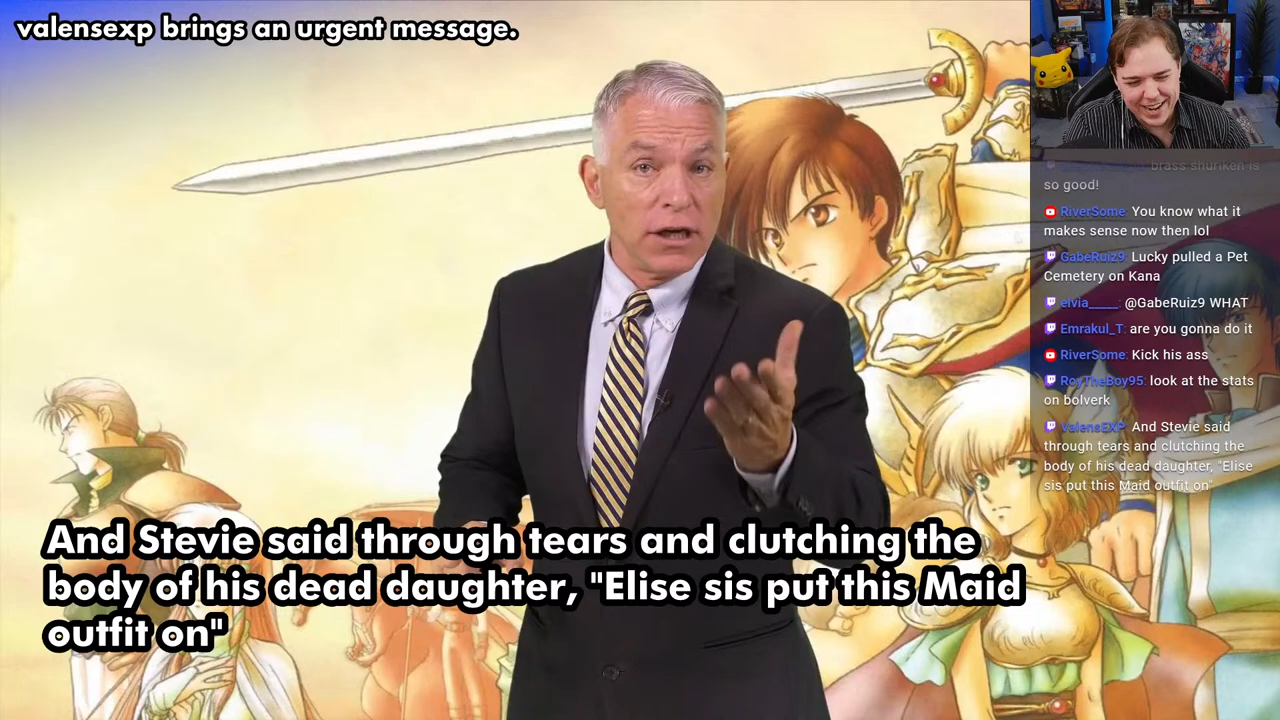 valensexp brings an urgent message.
brass shuriken is
so good!
RiverSome: You know what it
makes sense now then lol
GabeRuiz9: Lucky pulled a Pet
Cemetery on Kana
elvia_____: @GabeRuiz9 WHAT
Emrakul_T: are you gonna do it
RiverSome: Kick his ass
RoyTheBoy95: look at the stats
on bolverk
ValensEXP: And Stevie said
through tears and clutching the
body of his dead daughter, "Elise
sis put this Maid outfit on"
And Stevie said through tears and clutching the
body of his dead daughter, "Elise sis put this Maid
outfit on"